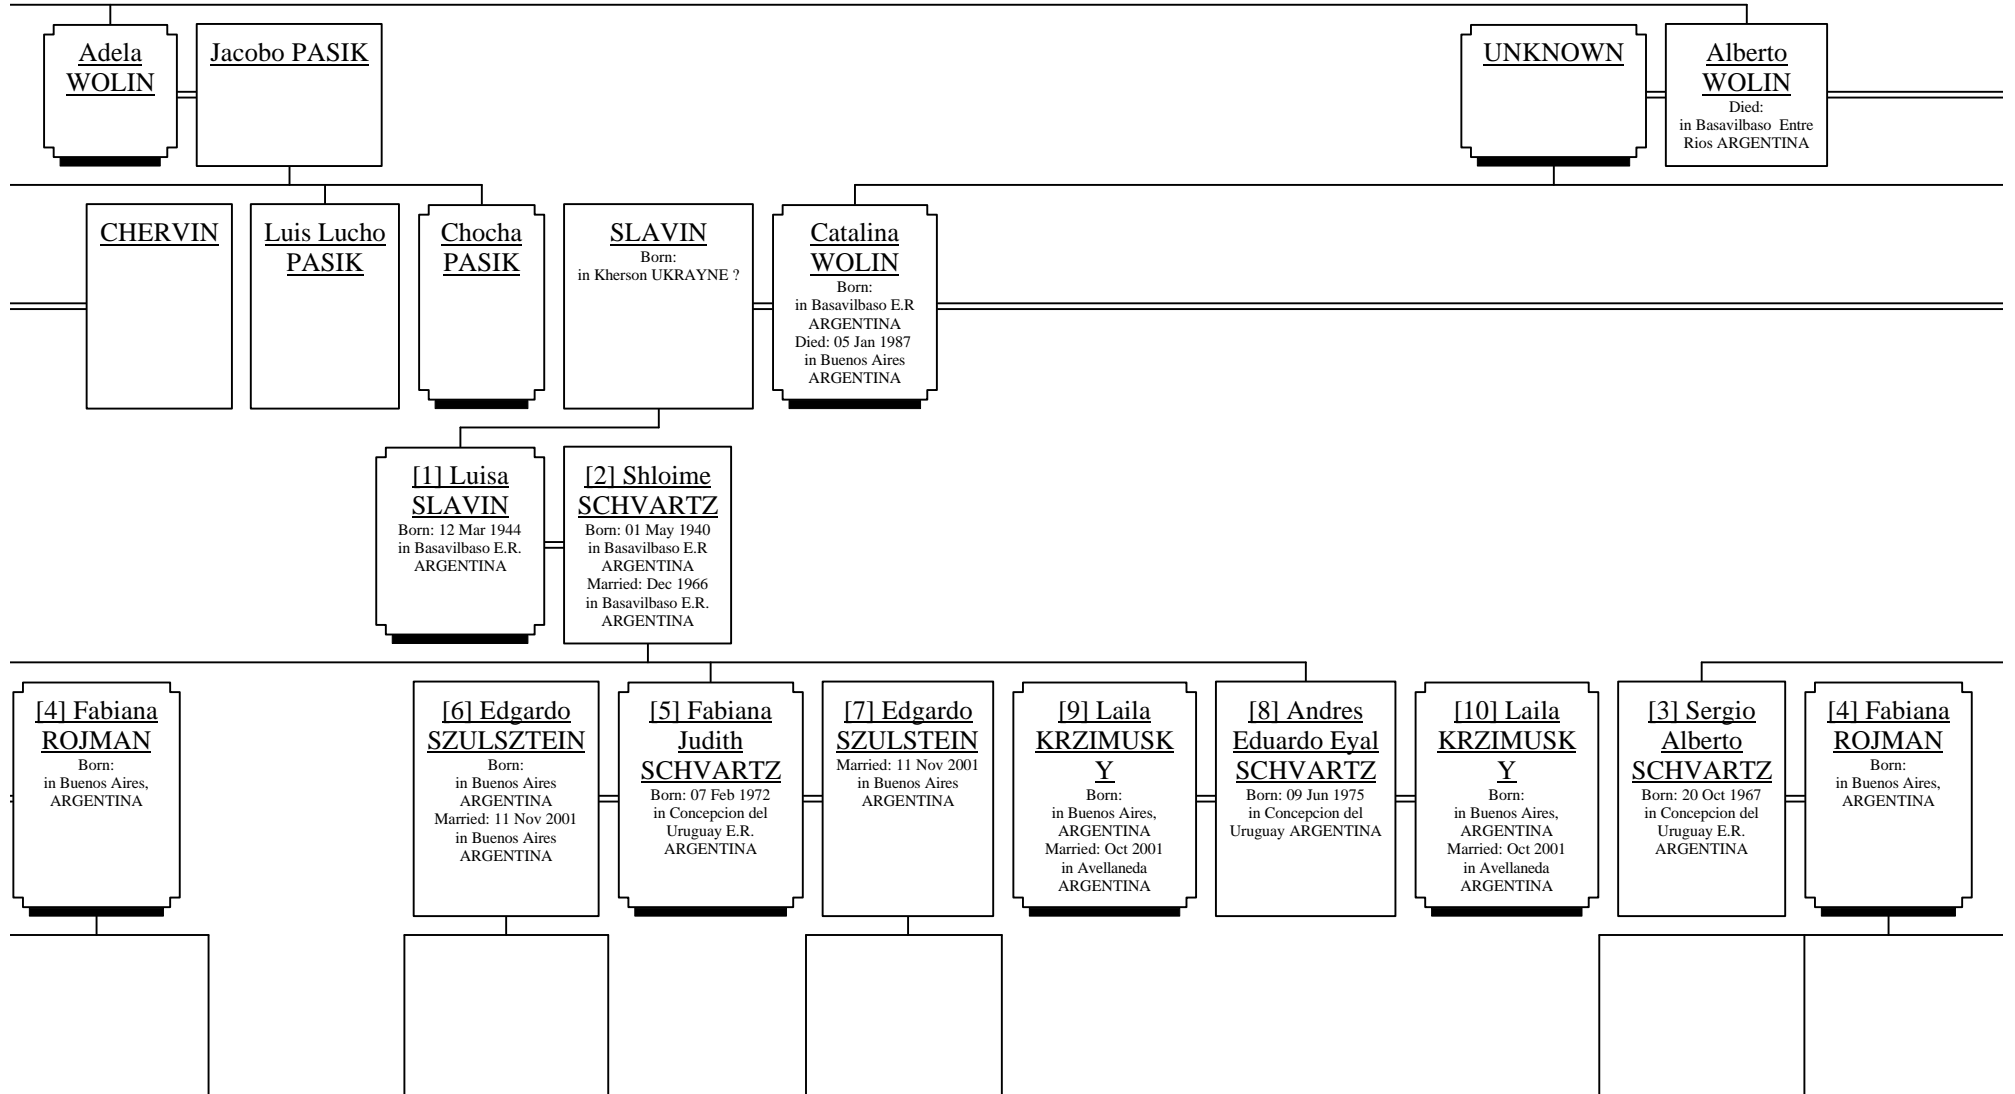 Adela
WOLIN
Jacobo PASIK
UNKNOWN
Alberto
WOLIN
Died:
in Basavilbaso  Entre
Rios ARGENTINA
CHERVIN
Luis Lucho
PASIK
Chocha
PASIK
SLAVIN
Born:
in Kherson UKRAYNE ?
Catalina
WOLIN
Born:
in Basavilbaso E.R
ARGENTINA
Died: 05 Jan 1987
in Buenos Aires
ARGENTINA
[1] Luisa
SLAVIN
Born: 12 Mar 1944
in Basavilbaso E.R.
ARGENTINA
[2] Shloime
SCHVARTZ
Born: 01 May 1940
in Basavilbaso E.R
ARGENTINA
Married: Dec 1966
in Basavilbaso E.R.
ARGENTINA
[4] Fabiana
ROJMAN
Born:
in Buenos Aires,
ARGENTINA
[6] Edgardo
SZULSZTEIN
Born:
in Buenos Aires
ARGENTINA
Married: 11 Nov 2001
in Buenos Aires
ARGENTINA
[5] Fabiana
Judith
SCHVARTZ
Born: 07 Feb 1972
in Concepcion del
Uruguay E.R.
ARGENTINA
[7] Edgardo
SZULSTEIN
Married: 11 Nov 2001
in Buenos Aires
[9] Laila
KRZIMUSK
Y
Born:
in Buenos Aires,
ARGENTINA
Married: Oct 2001
in Avellaneda
ARGENTINA
[8] Andres
Eduardo Eyal
SCHVARTZ
Born: 09 Jun 1975
in Concepcion del
Uruguay ARGENTINA
[10] Laila
KRZIMUSK
Y
Born:
in Buenos Aires,
ARGENTINA
Married: Oct 2001
in Avellaneda
ARGENTINA
[3] Sergio
Alberto
SCHVARTZ
Born: 20 Oct 1967
in Concepcion del
Uruguay E.R.
ARGENTINA
[4] Fabiana
ROJMAN
Born:
in Buenos Aires,
ARGENTINA